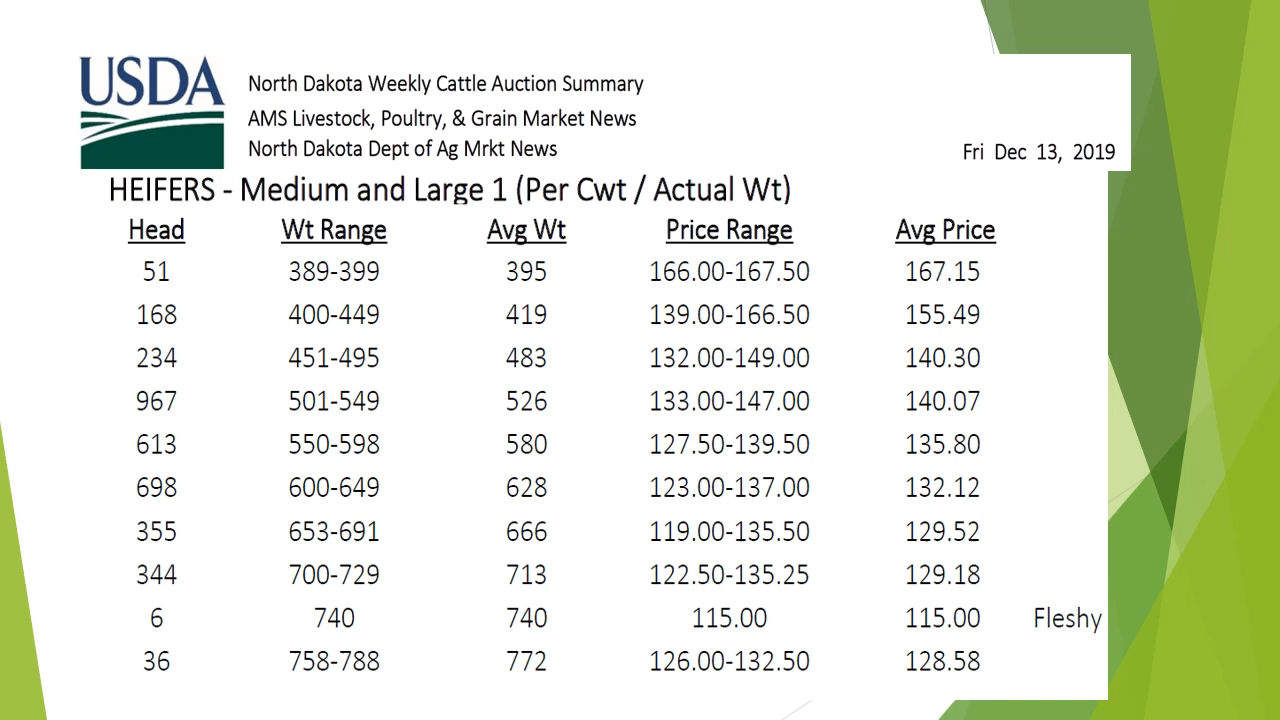 USDA
North Dakota Weekly Cattle Auction Summary
AMS Livestock, Poultry, & Grain Market News
North Dakota Dept of Ag Mrkt News
Fri Dec 13, 2019
HEIFERS - Medium and Large 1 (Per Cwt / Actual Wt)
Head Wt Range Avg Wt Price Range Avg Price
51 389-399 395 166.00-167.50 167.15
168 400-449 419 139.00-166.50 155.49
234 451-495 483 132.00-149.00 140.30
967 501-549 526 133.00-147.00 140.07
613 550-598 580 127.50-139.50 135.80
698 600-649 628 123.00-137.00 132.12
355 653-691 666 119.00-135.50 129.52
344 700-729 713 122.50-135.25 129.18
6 740 740 115.00 115.00 Fleshy
36 758-788 772 126.00-132.50 128.58